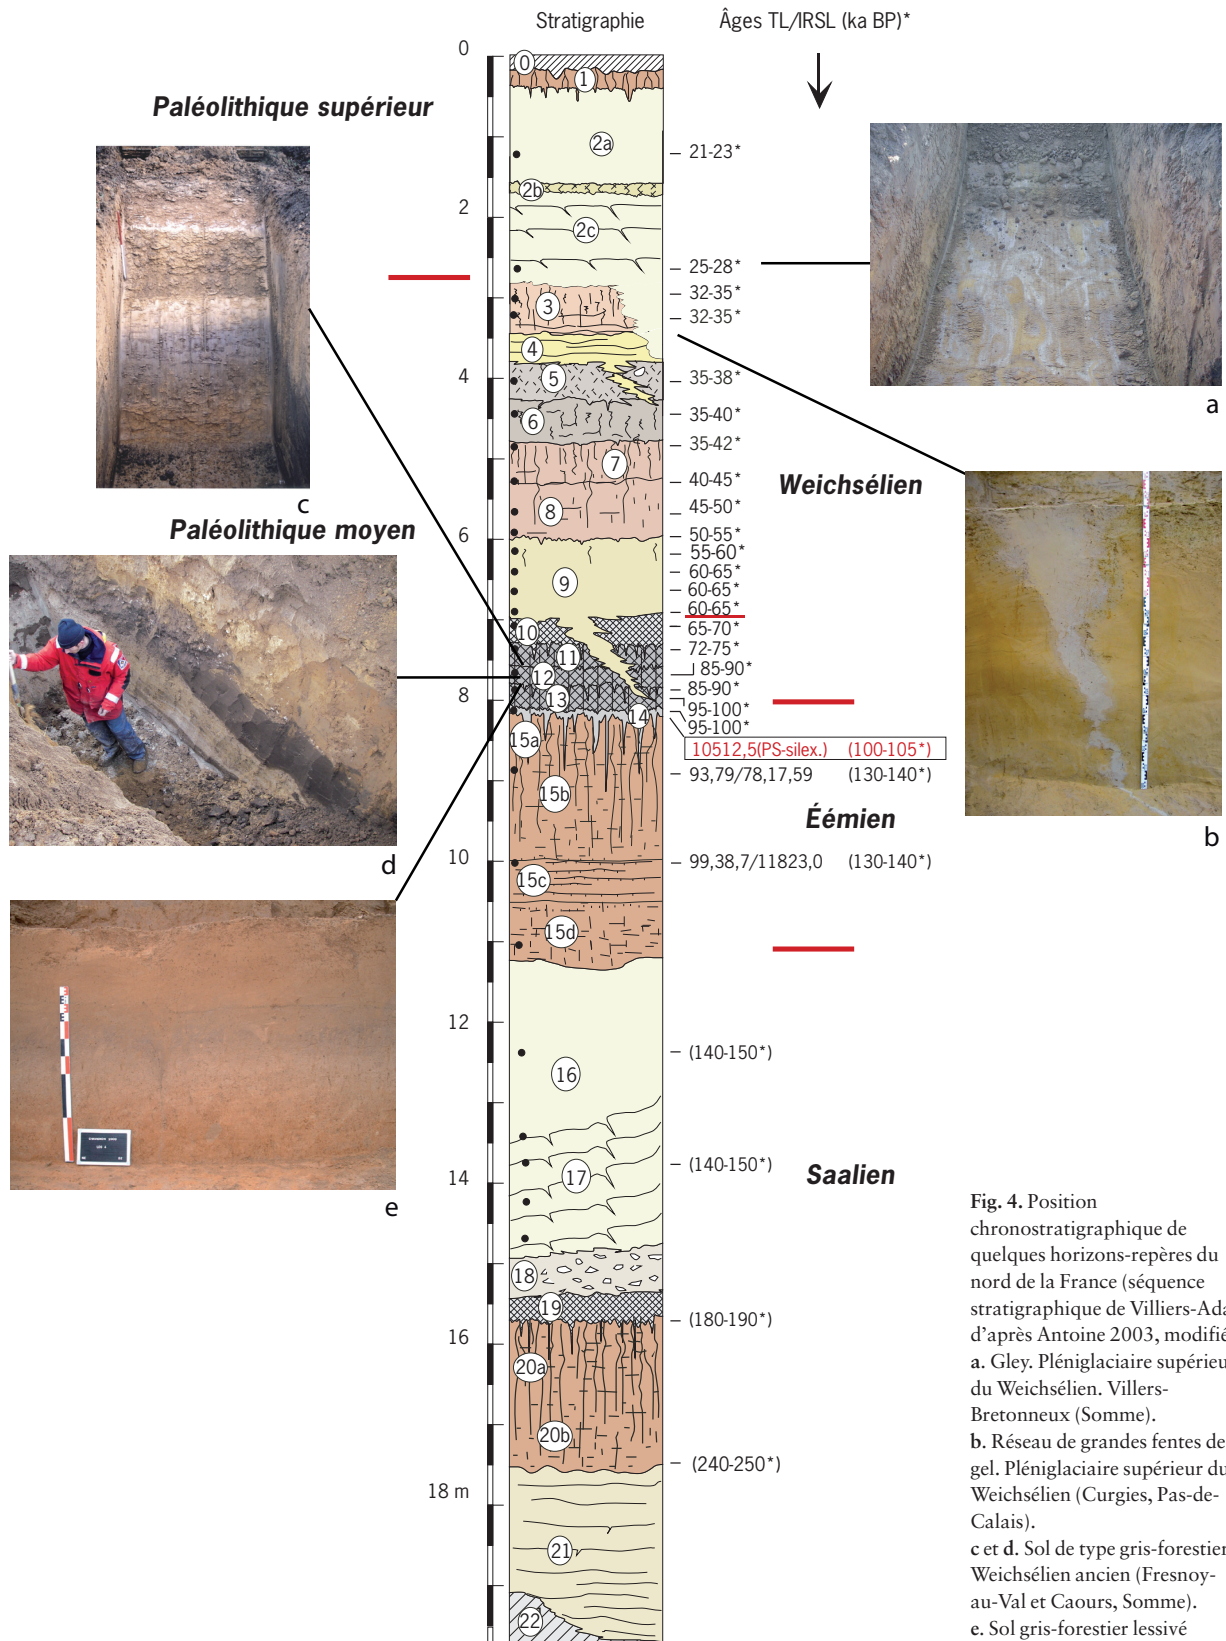 Stratigraphie
Âges TL/IRSL (ka BP)*
0
2
4
6
8
10
12
14
16
18 m
Paléolithique supérieur
c
Paléolithique moyen
d
e
0
1
2a
2b
2c
3
4
5
6
7
8
9
10
11
12
13
14
15a
15b
15c
15d
16
17
18
19
20a
20b
21
22
21-23*
25-28*
32-35*
32-35*
35-38*
35-40*
35-42*
40-45*
45-50*
50-55*
55-60*
60-65*
60-65*
60-65*
65-70*
72-75*
85-90*
85-90*
95-100*
95-100*
10512,5(PS-silex.) (100-105*)
93,79/78,17,59 (130-140*)
99,38,7/11823,0 (130-140*)
(140-150*)
(140-150*)
(180-190*)
(240-250*)
a
Weichsélien
b
Éémien
Saalien
Fig. 4. Position
chronostratigraphique de
quelques horizons-repères du
nord de la France (séquence
stratigraphique de Villiers-Ada
d'après Antoine 2003, modifié
a. Gley. Pléniglaciaire supérieu
du Weichsélien. Villers-
Bretonneux (Somme).
b. Réseau de grandes fentes de
gel. Pléniglaciaire supérieur du
Weichsélien (Curgies, Pas-de-
Calais).
c et d. Sol de type gris-forestier
Weichsélien ancien (Fresnoy-
au-Val et Caours, Somme).
e. Sol gris-forestier lessivé